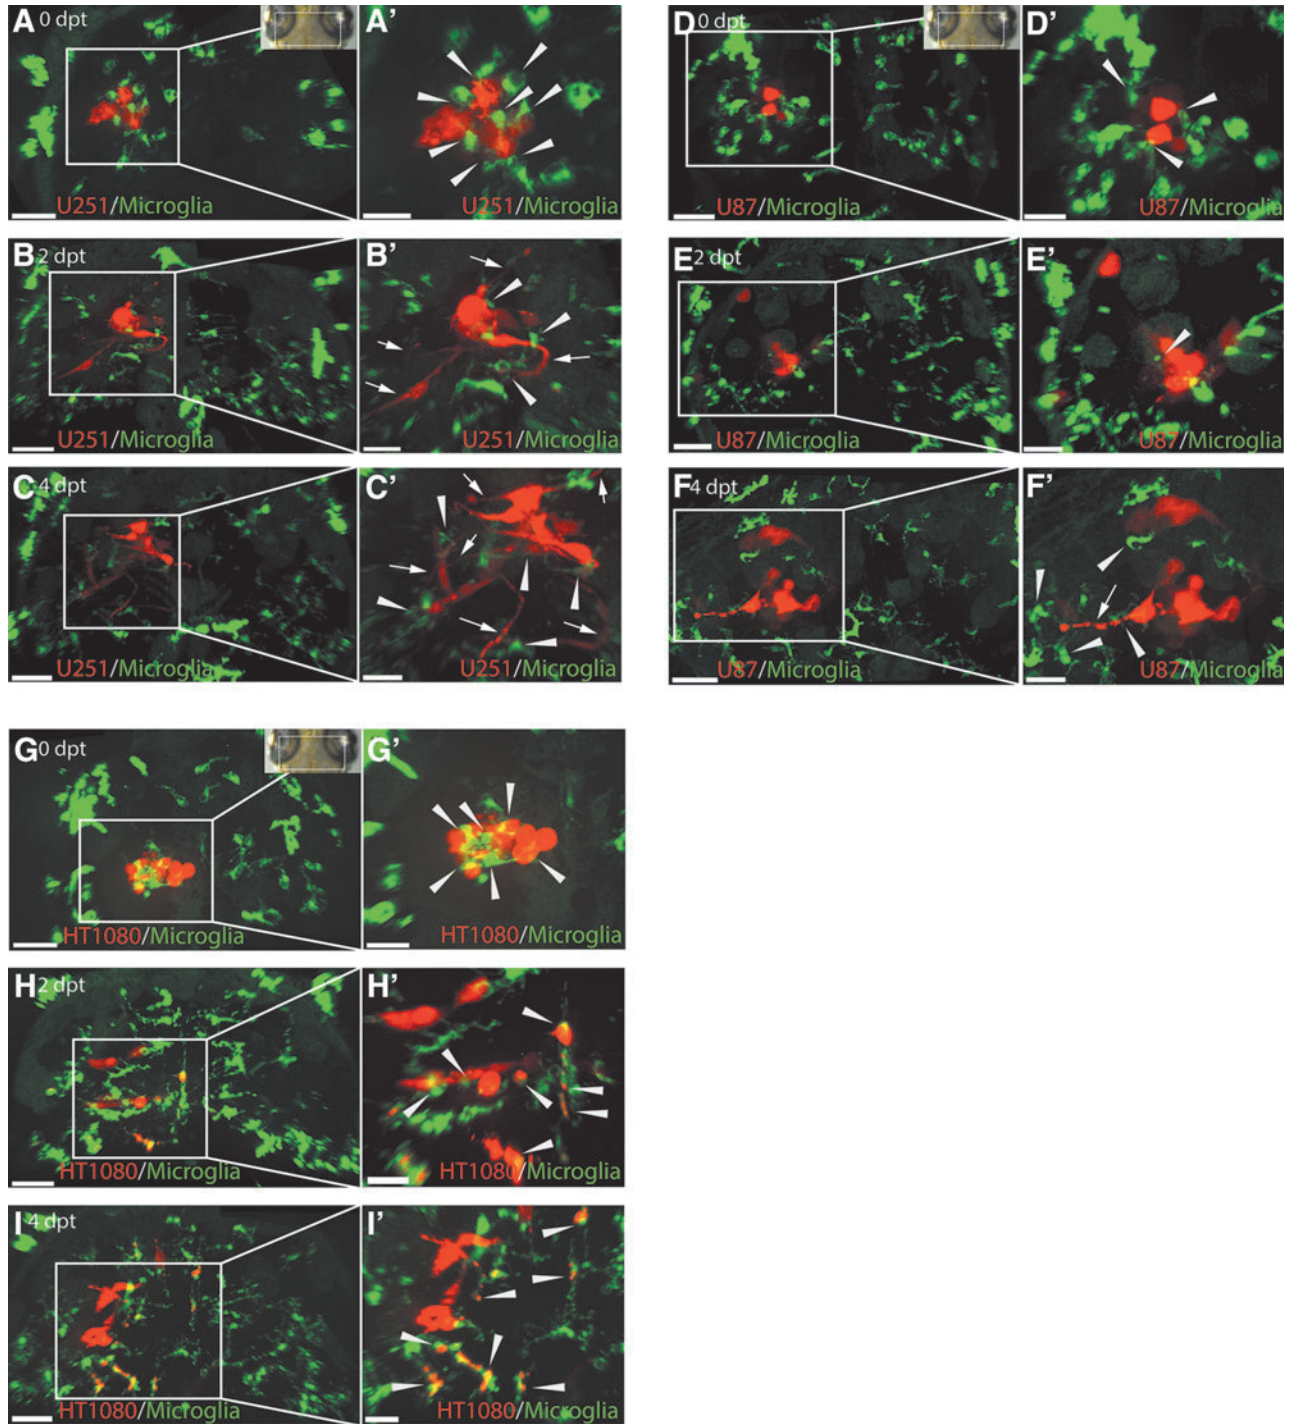 A 0 dpt
U251/Microglia
A'
U251/Microglia
B 2 dpt
U251/Microglia
B'
U251/Microglia
C 4 dpt
U251/Microglia
C'
U251/Microglia
D 0 dpt
U87/Microglia
D'
U87/Microglia
E 2 dpt
U87/Microglia
E'
U87/Microglia
F 4 dpt
U87/Microglia
F'
U87/Microglia
G 0 dpt
HT1080/Microglia
G'
HT1080/Microglia
H 2 dpt
HT1080/Microglia
H'
HT1080/Microglia
I 4 dpt
HT1080/Microglia
I'
HT1080/Microglia